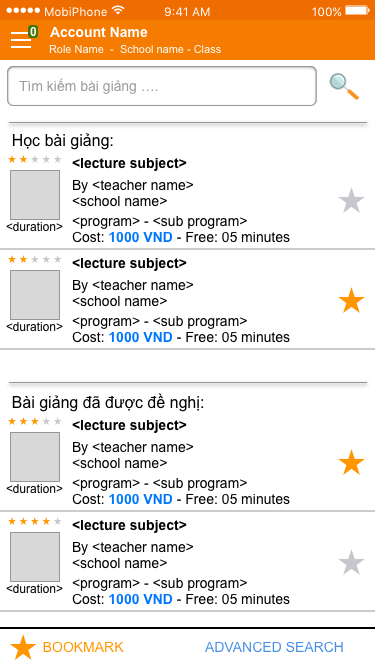 MobiPhone 9:41 AM 100%
0 Account Name
Role Name - School name - Class
Tìm kiếm bài giảng ....
Học bài giảng:
<lecture subject>
By <teacher name>
<school name>
<program> - <sub program>
<duration> Cost: 1000 VND - Free: 05 minutes
<lecture subject>
By <teacher name>
<school name>
<program> - <sub program>
<duration> Cost: 1000 VND - Free: 05 minutes
Bài giảng đã được đề nghị:
<lecture subject>
By <teacher name>
<school name>
<program> - <sub program>
<duration> Cost: 1000 VND - Free: 05 minutes
<lecture subject>
By <teacher name>
<school name>
<program> - <sub program>
<duration> Cost: 1000 VND - Free: 05 minutes
BOOKMARK ADVANCED SEARCH